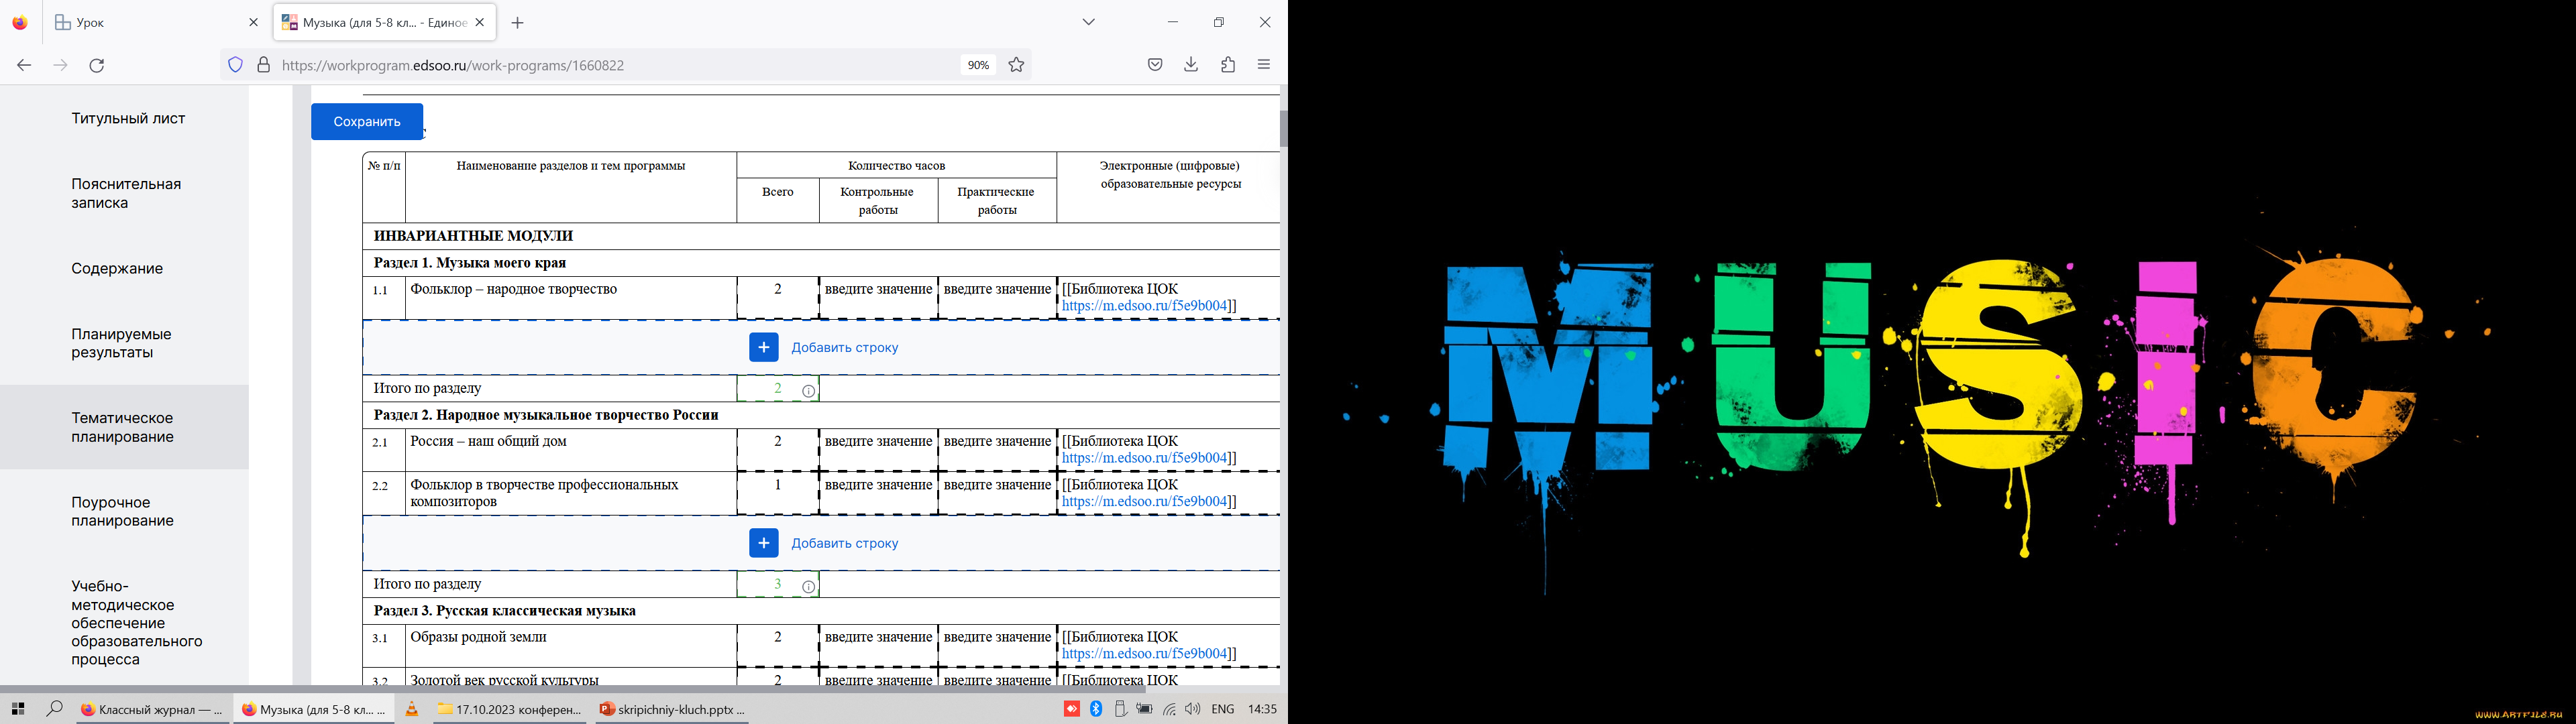 Урок
Музыка (для 5-8 кл... - Единое
https://workprogram.edsoo.ru/work-programs/1660822
90%
Титульный лист
Пояснительная
записка
Содержание
Планируемые
результаты
Тематическое
планирование
Поурочное
планирование
Учебно-
методическое
обеспечение
образовательного
процесса
Сохранить
№ п/п
Наименование разделов и тем программы
Количество часов
Электронные (цифровые)
образовательные ресурсы
Всего
Контрольные
работы
Практические
работы
ИНВАРИАНТНЫЕ МОДУЛИ
Раздел 1. Музыка моего края
1.1 Фольклор – народное творчество 2 введите значение введите значение [[Библиотека ЦОК
https://m.edsoo.ru/f5e9b004]]
+ Добавить строку
Итого по разделу 2
Раздел 2. Народное музыкальное творчество России
2.1 Россия – наш общий дом 2 введите значение введите значение [[Библиотека ЦОК
https://m.edsoo.ru/f5e9b004]]
2.2 Фольклор в творчестве профессиональных 1 введите значение введите значение [[Библиотека ЦОК
композиторов https://m.edsoo.ru/f5e9b004]]
+ Добавить строку
Итого по разделу 3
Раздел 3. Русская классическая музыка
3.1 Образы родной земли 2 введите значение введите значение [[Библиотека ЦОК
https://m.edsoo.ru/f5e9b004]]
3.2 Золотой век русской культуры 2 введите значение введите значение [[Библиотека ЦОК
Классный журнал — ...
Музыка (для 5-8 кл... ...
17.10.2023 конферен...
skripichniy-kluch.pptx ...
ENG
14:35
MUSIC
www.ARTFILE.RU